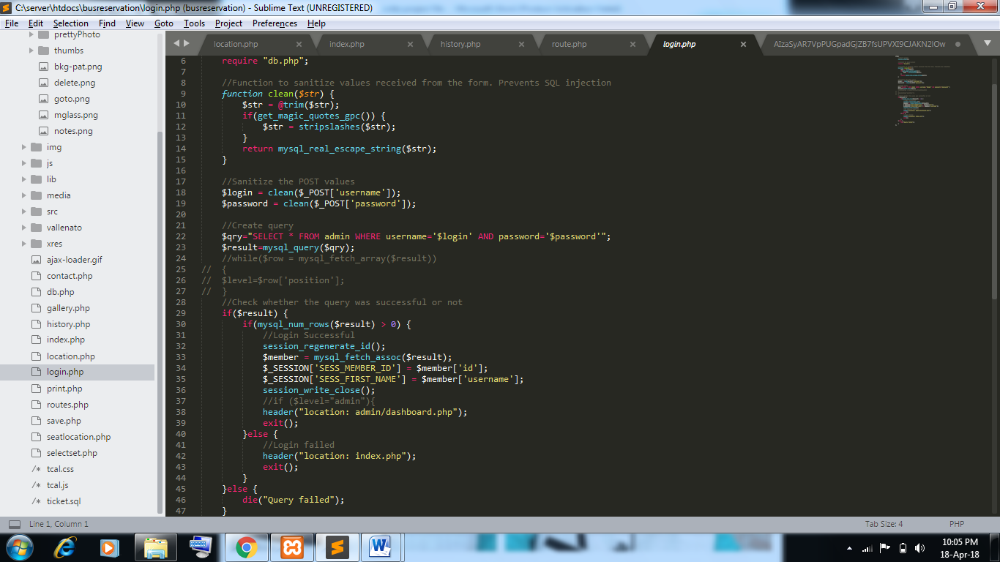 C:\server\htdocs\busreservation\login.php (busreservation) - Sublime Text (UNREGISTERED)
File Edit Selection Find View Goto Tools Project Preferences Help
prettyPhoto
thumbs
bkg-pat.png
delete.png
goto.png
mglass.png
notes.png
img
js
lib
media
src
vallenato
xres
ajax-loader.gif
contact.php
db.php
gallery.php
history.php
index.php
location.php
login.php
print.php
routes.php
save.php
seatlocation.php
selectset.php
/* tcal.css
/* tcal.js
/* ticket.sql
location.php × index.php × history.php × route.php × login.php ×
6 require "db.php";
7
8 //Function to sanitize values received from the form. Prevents SQL injection
9 function clean($str) {
10 $str = @trim($str);
11 if(get_magic_quotes_gpc()) {
12 $str = stripslashes($str);
13 }
14 return mysql_real_escape_string($str);
15 }
16
17 //Sanitize the POST values
18 $login = clean($_POST['username']);
19 $password = clean($_POST['password']);
20
21 //Create query
22 $qry="SELECT * FROM admin WHERE username='$login' AND password='$password'";
23 $result=mysql_query($qry);
24 //while($row = mysql_fetch_array($result))
25 // {
26 // $level=$row['position'];
27 // }
28 //Check whether the query was successful or not
29 if($result) {
30 if(mysql_num_rows($result) > 0) {
31 //Login Successful
32 session_regenerate_id();
33 $member = mysql_fetch_assoc($result);
34 $_SESSION['SESS_MEMBER_ID'] = $member['id'];
35 $_SESSION['SESS_FIRST_NAME'] = $member['username'];
36 session_write_close();
37 //if ($level="admin"){
38 header("location: admin/dashboard.php");
39 exit();
40 }else {
41 //Login failed
42 header("location: index.php");
43 exit();
44 }
45 }else {
46 die("Query failed");
47 }
Line 1, Column 1 Tab Size: 4 PHP
10:05 PM
18-Apr-18